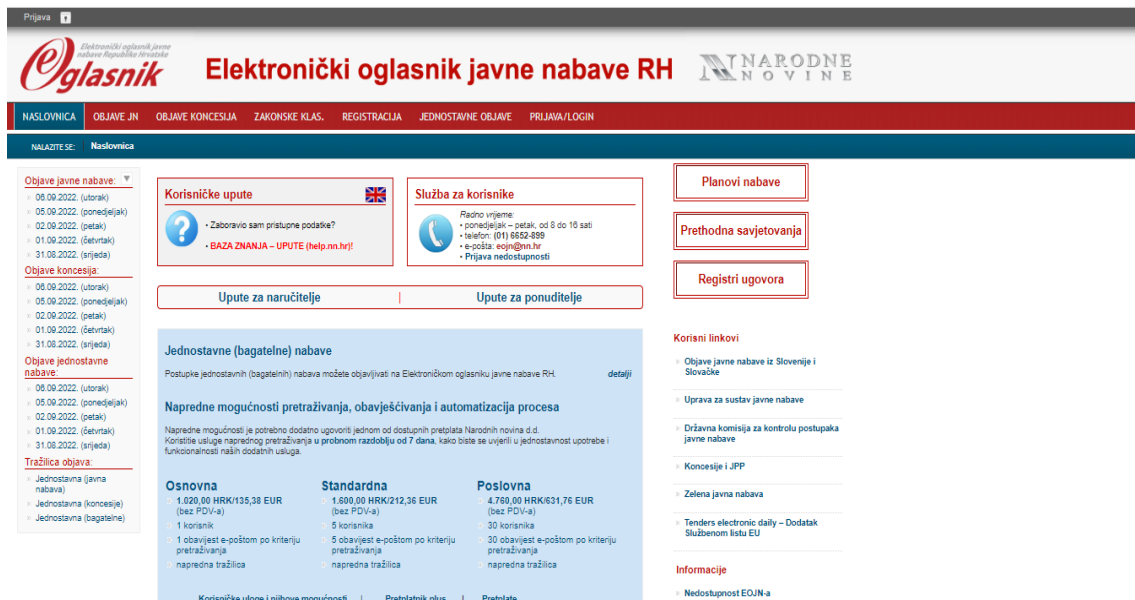 Prijava
Elektronički oglasnik javne
nabave Republike Hrvatske
eOglasnik
Elektronički oglasnik javne nabave RH
NARODNE
NOVINE
NASLOVNICA
OBJAVE JN
OBJAVE KONCESIJA
ZAKONSKE KLAS.
REGISTRACIJA
JEDNOSTAVNE OBJAVE
PRIJAVA/LOGIN
NALAZITE SE: Naslovnica
Objave javne nabave:
06.09.2022. (utorak)
05.09.2022. (ponedjeljak)
02.09.2022. (petak)
01.09.2022. (četvrtak)
31.08.2022. (srijeda)
Objave koncesija:
06.09.2022. (utorak)
05.09.2022. (ponedjeljak)
02.09.2022. (petak)
01.09.2022. (četvrtak)
31.08.2022. (srijeda)
Objave jednostavne
nabave:
06.09.2022. (utorak)
05.09.2022. (ponedjeljak)
02.09.2022. (petak)
01.09.2022. (četvrtak)
31.08.2022. (srijeda)
Tražilica objava:
Jednostavna (javna
nabava)
Jednostavna (koncesije)
Jednostavna (bagatelne)
Korisničke upute
• Zaboravio sam pristupne podatke?
• BAZA ZNANJA – UPUTE (help.nn.hr)!
Služba za korisnike
Radno vrijeme:
• ponedjeljak – petak, od 8 do 16 sati
• telefon: (01) 6652-899
• e-pošta: eojn@nn.hr
• Prijava nedostupnosti
Upute za naručitelje | Upute za ponuditelje
Jednostavne (bagatelne) nabave
Postupke jednostavnih (bagatelnih) nabava možete objavljivati na Elektroničkom oglasniku javne nabave RH. detalji
Napredne mogućnosti pretraživanja, obavješćivanja i automatizacija procesa
Napredne mogućnosti je potrebno dodatno ugovoriti jednom od dostupnih pretplata Narodnih novina d.d.
Koristitie usluge naprednog pretraživanja u probnom razdoblju od 7 dana, kako biste se uvjerili u jednostavnost upotrebe i
funkcionalnosti naših dodatnih usluga.
Osnovna
1.020,00 HRK/135,38 EUR
(bez PDV-a)
1 korisnik
1 obavijest e-poštom po kriteriju
pretraživanja
napredna tražilica
Standardna
1.600,00 HRK/212,36 EUR
(bez PDV-a)
5 korisnika
5 obavijest e-poštom po kriteriju
pretraživanja
napredna tražilica
Poslovna
4.760,00 HRK/631,76 EUR
(bez PDV-a)
30 korisnika
30 obavijest e-poštom po kriteriju
pretraživanja
napredna tražilica
Korisničke uloge i njihove mogućnosti | Pretplatnik plus | Pretplate
Planovi nabave
Prethodna savjetovanja
Registri ugovora
Korisni linkovi
Objave javne nabave iz Slovenije i
Slovačke
Uprava za sustav javne nabave
Državna komisija za kontrolu postupaka
javne nabave
Koncesije i JPP
Zelena javna nabava
Tenders electronic daily – Dodatak
Službenom listu EU
Informacije
Nedostupnost EOJN-a